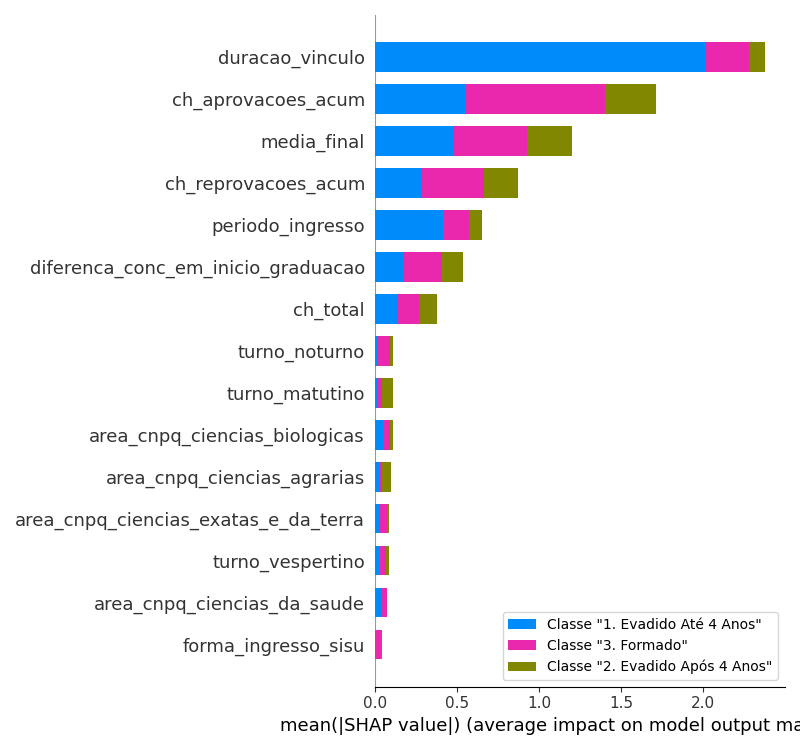 duracao_vinculo
ch_aprovacoes_acum
media_final
ch_reprovacoes_acum
periodo_ingresso
diferenca_conc_em_inicio_graduacao
ch_total
turno_noturno
turno_matutino
area_cnpq_ciencias_biologicas
area_cnpq_ciencias_agrarias
area_cnpq_ciencias_exatas_e_da_terra
turno_vespertino
area_cnpq_ciencias_da_saude
forma_ingresso_sisu
Classe "1. Evadido Até 4 Anos"
Classe "3. Formado"
Classe "2. Evadido Após 4 Anos"
0.0 0.5 1.0 1.5 2.0
mean(|SHAP value|) (average impact on model output ma